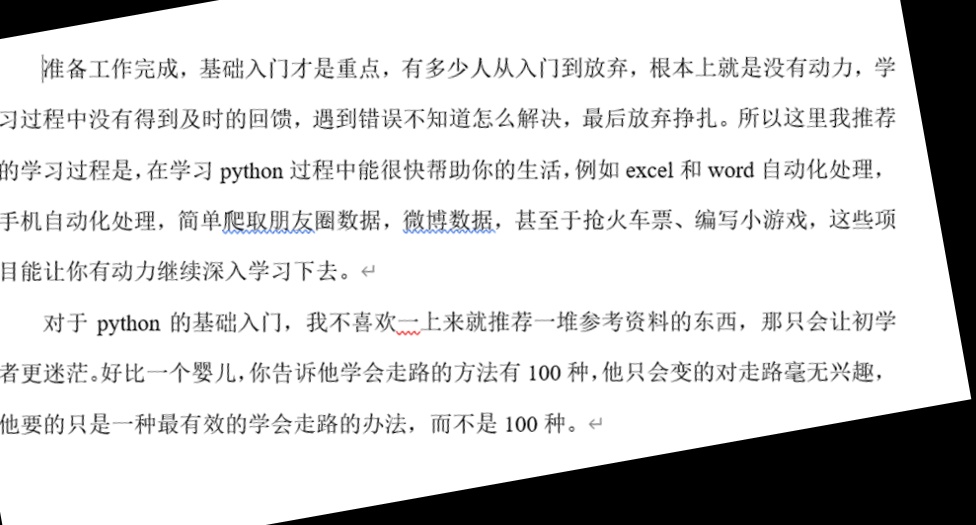 准备工作完成，基础入门才是重点，有多少人从入门到放弃，根本上就是没有动力，学
习过程中没有得到及时的回馈，遇到错误不知道怎么解决，最后放弃挣扎。所以这里我推荐
的学习过程是，在学习 python 过程中能很快帮助你的生活，例如 excel 和 word 自动化处理，
手机自动化处理，简单爬取朋友圈数据，微博数据，甚至于抢火车票、编写小游戏，这些项
目能让你有动力继续深入学习下去。
对于 python 的基础入门，我不喜欢一上来就推荐一堆参考资料的东西，那只会让初学
者更迷茫。好比一个婴儿，你告诉他学会走路的方法有 100 种，他只会变的对走路毫无兴趣，
他要的只是一种最有效的学会走路的办法，而不是 100 种。